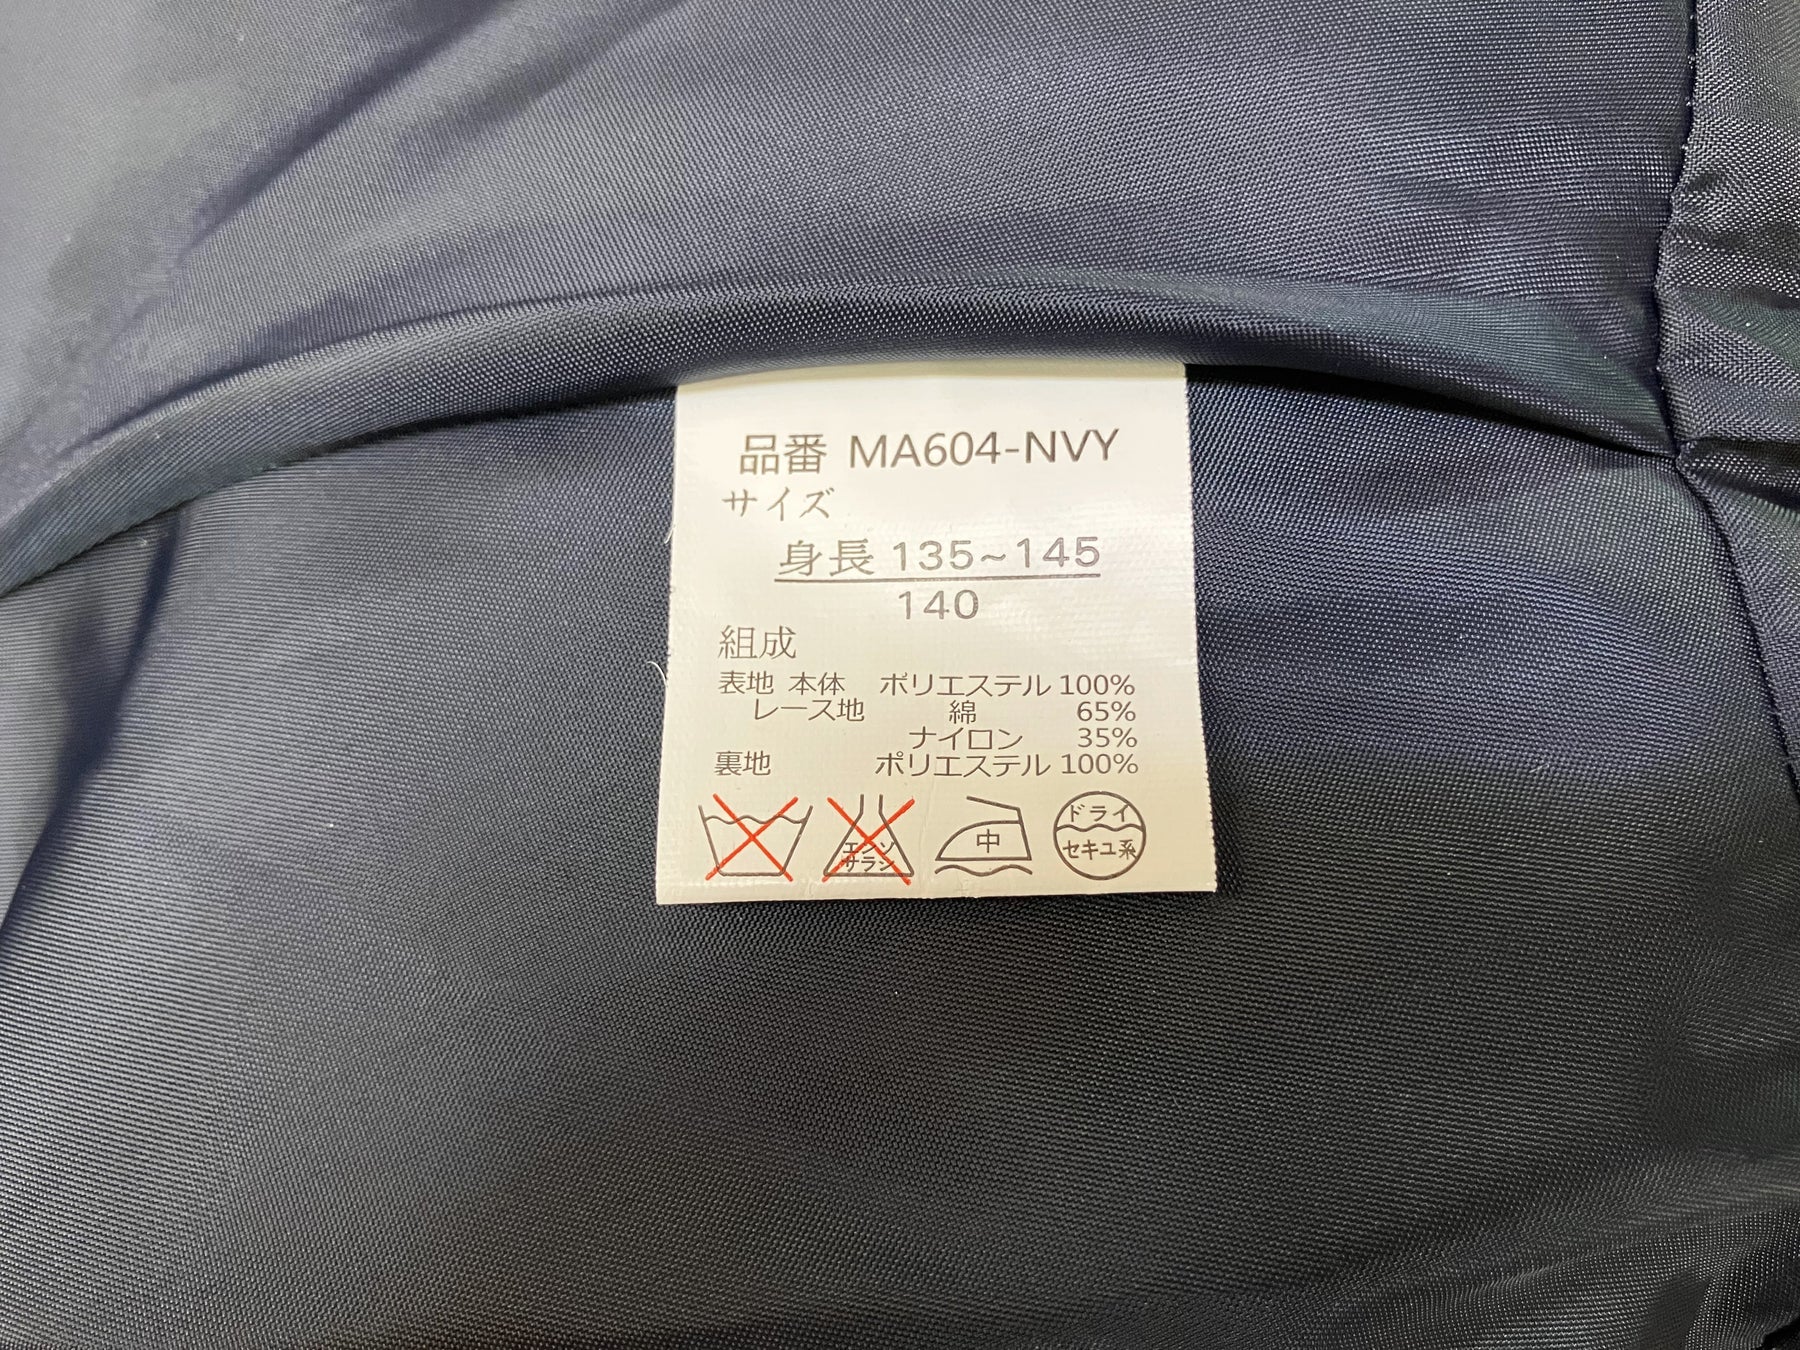 品番 MA604-NVY
サイズ
身長 135~145
140
組成
表地 本体 ポリエステル 100%
レース地 綿 65%
ナイロン 35%
裏地 ポリエステル 100%
エンソ
サラシ
中
ドライ
セキユ系